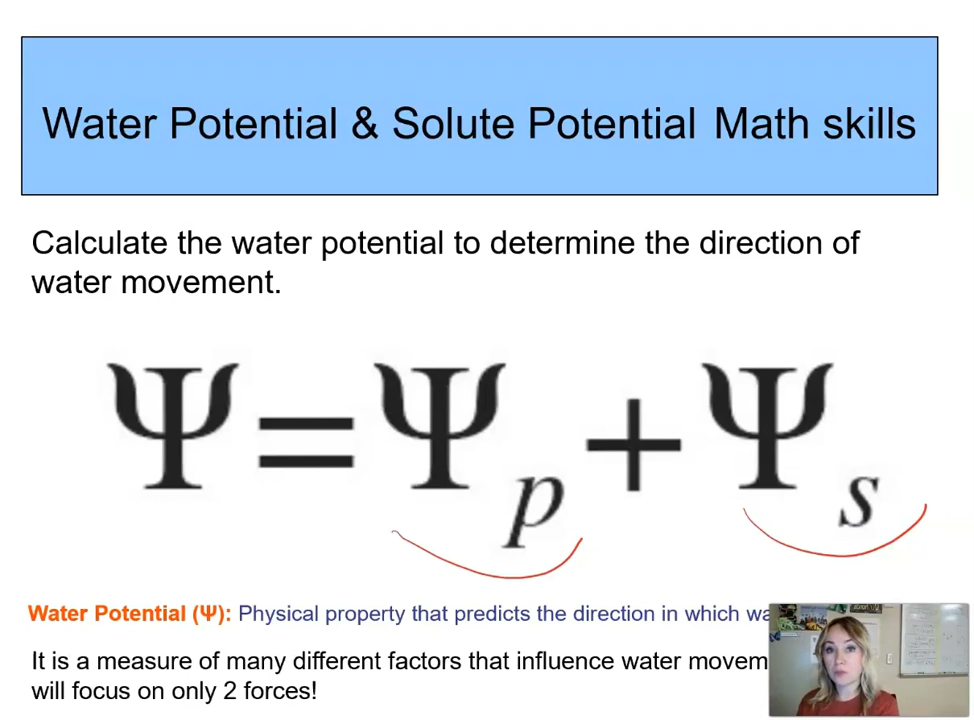 Water Potential & Solute Potential Math skills
Calculate the water potential to determine the direction of
water movement.
Ψ = Ψp + Ψs
Water Potential (Ψ): Physical property that predicts the direction in which
It is a measure of many different factors that influence water
will focus on only 2 forces!